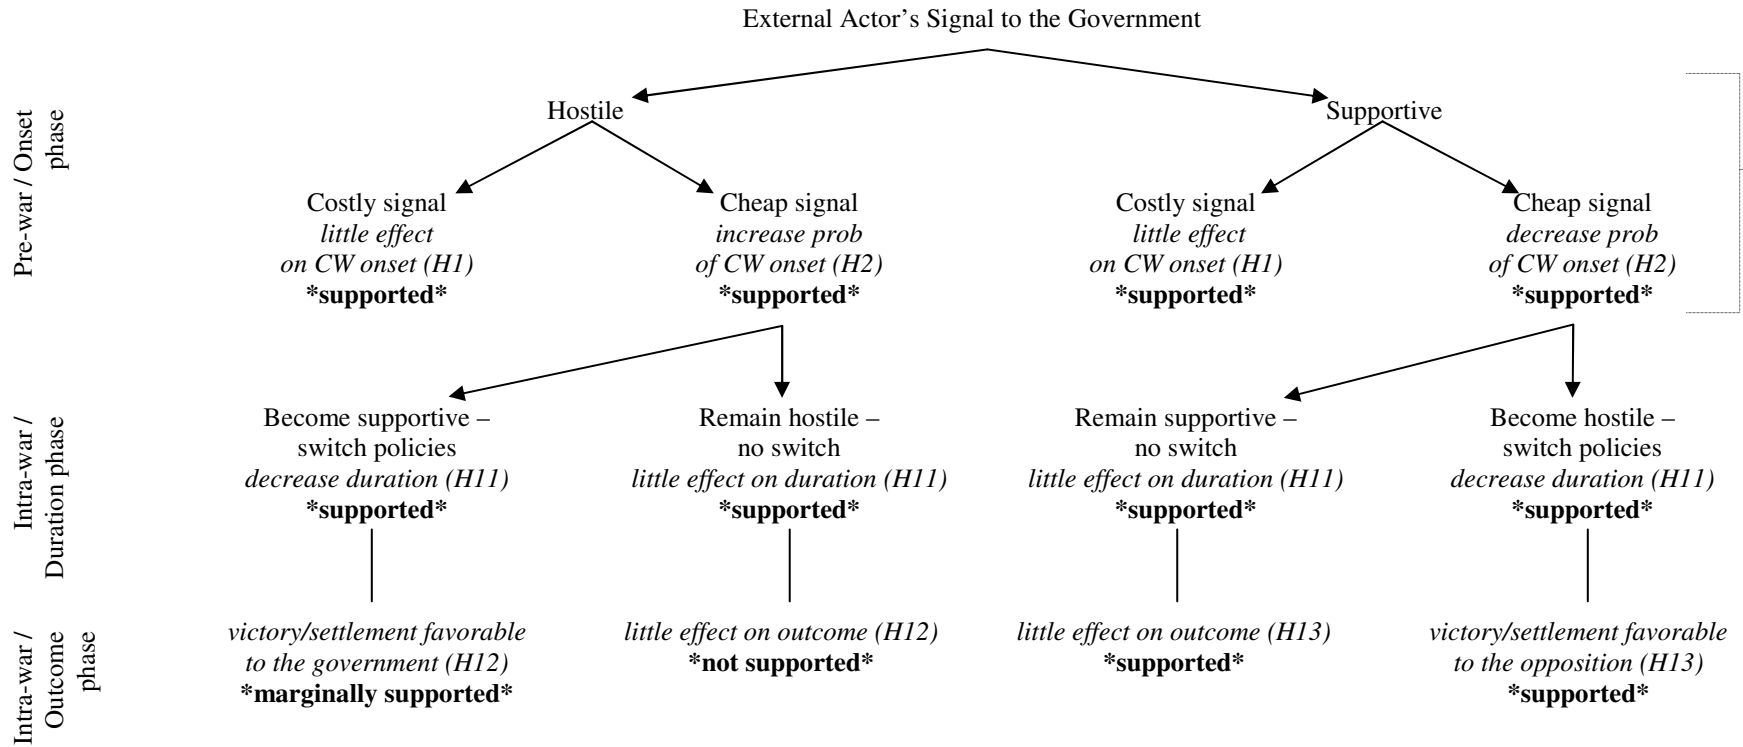 External Actor’s Signal to the Government
Pre-war / Onset
phase
Hostile
Supportive
Costly signal
little effect
on CW onset (H1)
*supported*
Cheap signal
increase prob
of CW onset (H2)
*supported*
Costly signal
little effect
on CW onset (H1)
*supported*
Cheap signal
decrease prob
of CW onset (H2)
*supported*
Intra-war /
Duration phase
Become supportive –
switch policies
decrease duration (H11)
*supported*
Remain hostile –
no switch
little effect on duration (H11)
*supported*
Remain supportive –
no switch
little effect on duration (H11)
*supported*
Become hostile –
switch policies
decrease duration (H11)
*supported*
Intra-war /
Outcome
phase
victory/settlement favorable
to the government (H12)
*marginally supported*
little effect on outcome (H12)
*not supported*
little effect on outcome (H13)
*supported*
victory/settlement favorable
to the opposition (H13)
*supported*